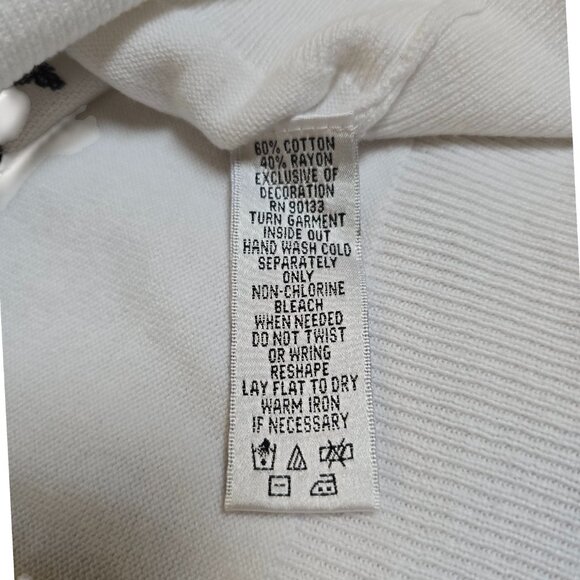 60% COTTON
40% RAYON
EXCLUSIVE OF
DECORATION
RN 90133
TURN GARMENT
INSIDE OUT
HAND WASH COLD
SEPARATELY
ONLY
NON-CHLORINE
BLEACH
WHEN NEEDED
DO NOT TWIST
OR WRING
RESHAPE
LAY FLAT TO DRY
WARM IRON
IF NECESSARY